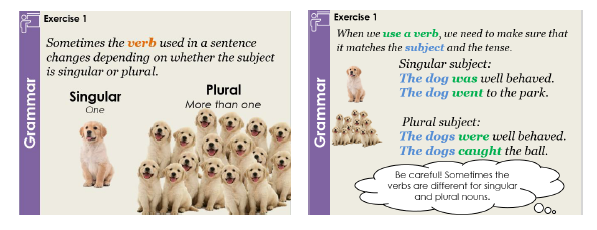 Exercise 1
Sometimes the verb used in a sentence
changes depending on whether the subject
is singular or plural.
Singular
One
Plural
More than one
Grammar
Exercise 1
When we use a verb, we need to make sure that
it matches the subject and the tense.
Singular subject:
The dog was well behaved.
The dog went to the park.
Plural subject:
The dogs were well behaved.
The dogs caught the ball.
Be careful! Sometimes the
verbs are different for singular
and plural nouns.
Grammar